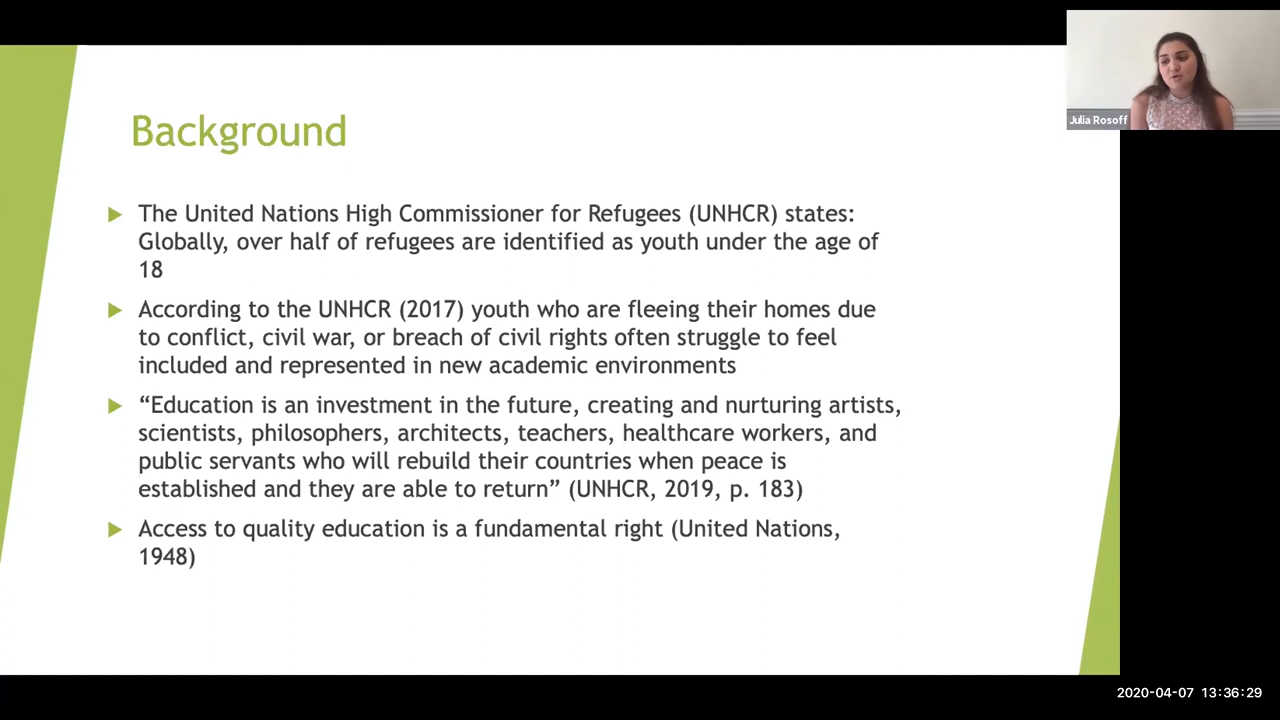 Background
The United Nations High Commissioner for Refugees (UNHCR) states:
Globally, over half of refugees are identified as youth under the age of
18
According to the UNHCR (2017) youth who are fleeing their homes due
to conflict, civil war, or breach of civil rights often struggle to feel
included and represented in new academic environments
“Education is an investment in the future, creating and nurturing artists,
scientists, philosophers, architects, teachers, healthcare workers, and
public servants who will rebuild their countries when peace is
established and they are able to return” (UNHCR, 2019, p. 183)
Access to quality education is a fundamental right (United Nations,
1948)
Julia Rosoff
2020-04-07 13:36:29